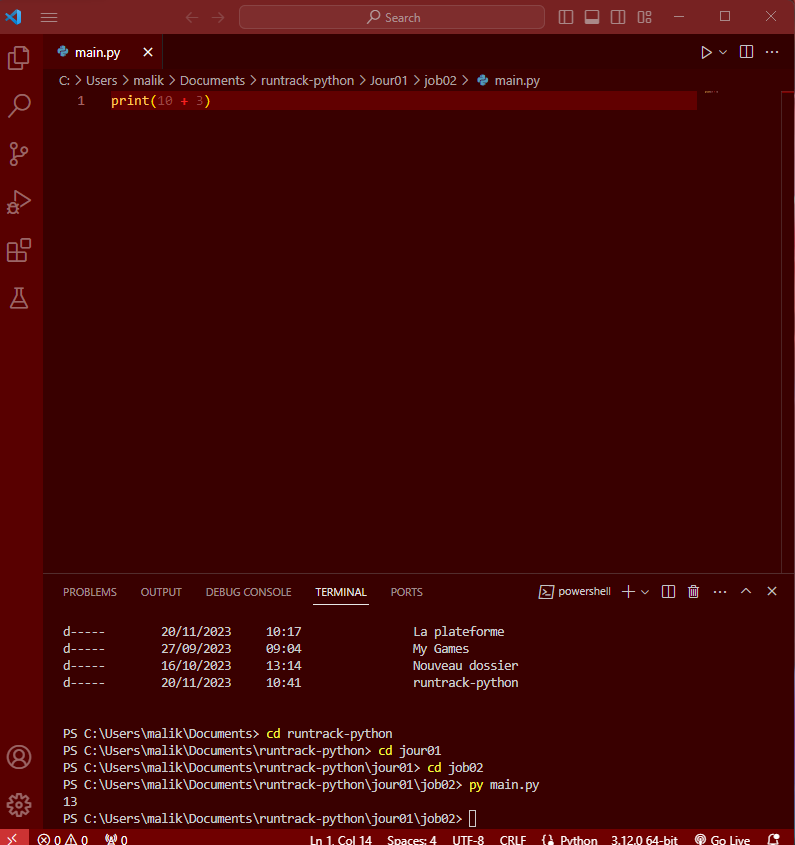 Search
main.py
C: > Users > malik > Documents > runtrack-python > Jour01 > job02 > main.py
1 print(10 + 3)
PROBLEMS OUTPUT DEBUG CONSOLE TERMINAL PORTS powershell
d----- 20/11/2023 10:17 La plateforme
d----- 27/09/2023 09:04 My Games
d----- 16/10/2023 13:14 Nouveau dossier
d----- 20/11/2023 10:41 runtrack-python
PS C:\Users\malik\Documents> cd runtrack-python
PS C:\Users\malik\Documents\runtrack-python> cd jour01
PS C:\Users\malik\Documents\runtrack-python\jour01> cd job02
PS C:\Users\malik\Documents\runtrack-python\jour01\job02> py main.py
13
PS C:\Users\malik\Documents\runtrack-python\jour01\job02>
0 0 0 Ln 1, Col 14 Spaces: 4 UTF-8 CRLF Python 3.12.0 64-bit Go Live